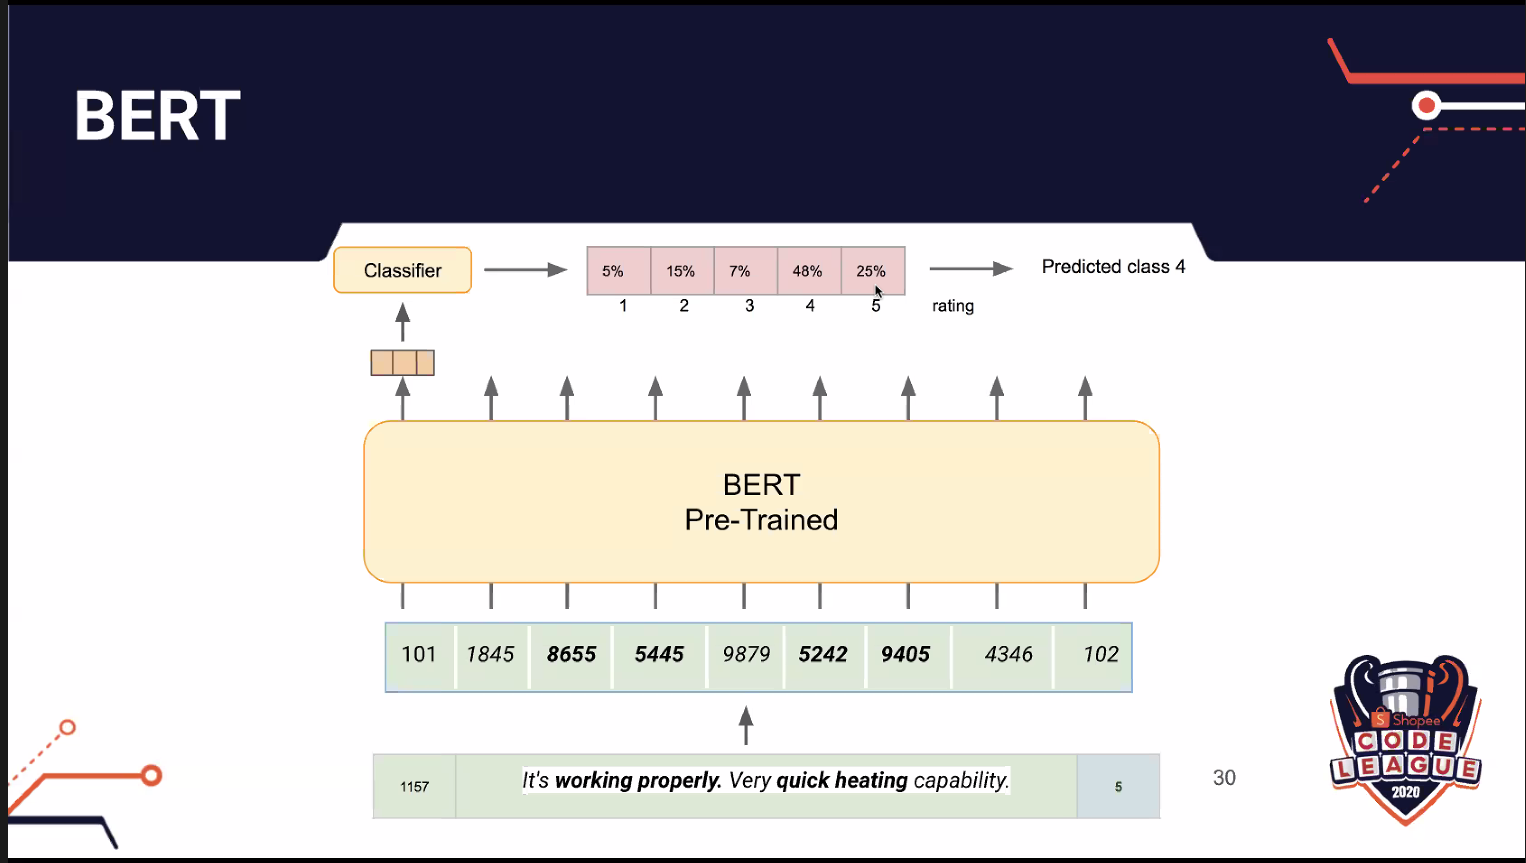 BERT
Classifier
5% 15% 7% 48% 25%
Predicted class 4
1 2 3 4 5 rating
BERT
Pre-Trained
101 1845 8655 5445 9879 5242 9405 4346 102
1157 It's working properly. Very quick heating capability. 5
30
S Shopee
CODE
LEAGUE
2020